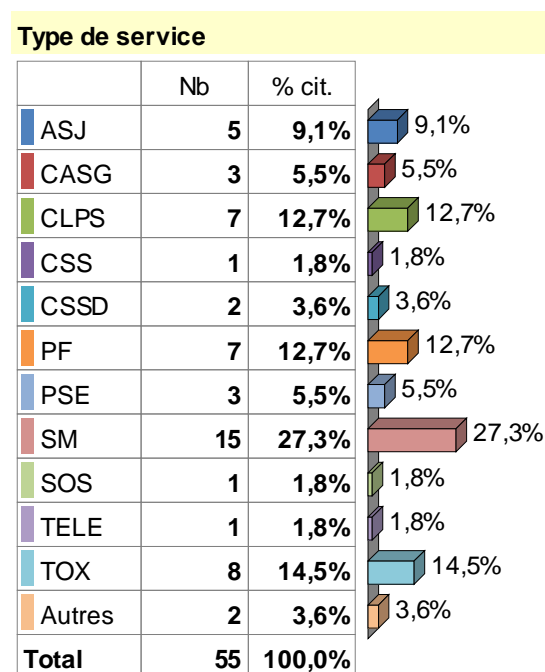 Type de service
Nb % cit.
ASJ 5 9,1% 9,1%
CASG 3 5,5% 5,5%
CLPS 7 12,7% 12,7%
CSS 1 1,8% 1,8%
CSSD 2 3,6% 3,6%
PF 7 12,7% 12,7%
PSE 3 5,5% 5,5%
SM 15 27,3% 27,3%
SOS 1 1,8% 1,8%
TELE 1 1,8% 1,8%
TOX 8 14,5% 14,5%
Autres 2 3,6% 3,6%
Total 55 100,0%